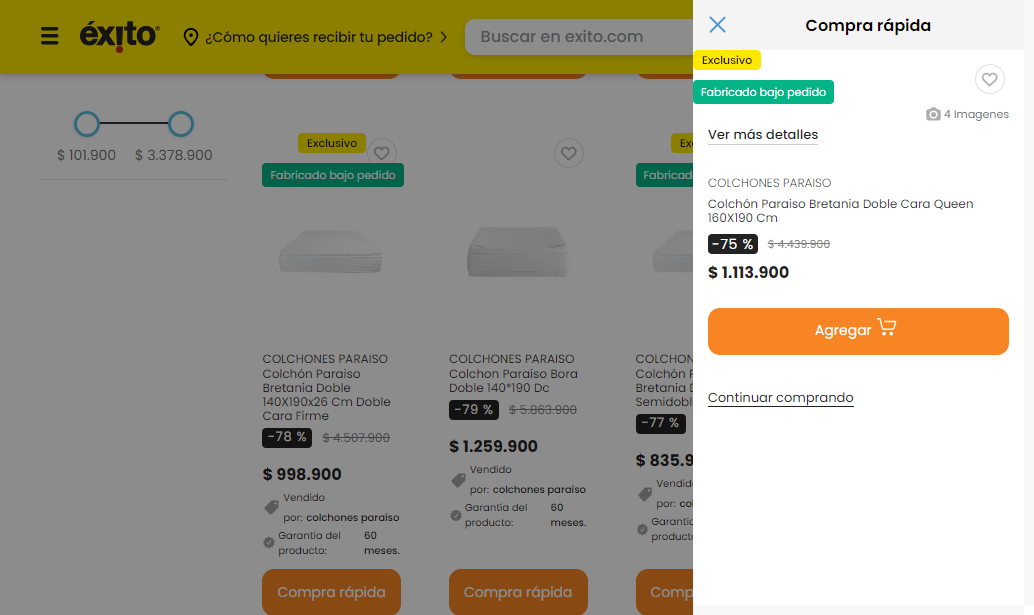 éxito
¿Cómo quieres recibir tu pedido?
Buscar en exito.com
$ 101.900 $ 3.378.900
Exclusivo
Fabricado bajo pedido
COLCHONES PARAISO
Colchón Paraiso
Bretania Doble
140X190x26 Cm Doble
Cara Firme
-78 % $ 4.507.900
$ 998.900
Vendido
por: colchones paraiso
Garantía del 60
producto: meses.
Compra rápida
COLCHONES PARAISO
Colchon Paraíso Bora
Doble 140*190 Dc
-79 % $ 5.863.900
$ 1.259.900
Vendido
por: colchones paraiso
Garantía del 60
producto: meses.
Compra rápida
Ex
Fabricad
COLCHON
Colchón P
Bretania D
Semidobl
-77 %
$ 835.9
Vendid
por: col
Garantí
product
Comp
Compra rápida
Exclusivo
Fabricado bajo pedido
4 Imagenes
Ver más detalles
COLCHONES PARAISO
Colchón Paraiso Bretania Doble Cara Queen
160X190 Cm
-75 % $ 4.439.900
$ 1.113.900
Agregar
Continuar comprando